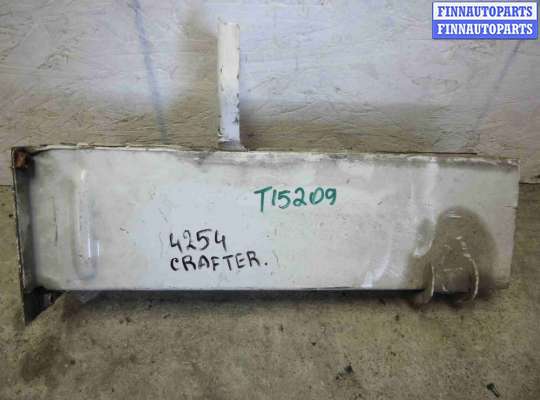 FINNAUTOPARTS
FINNAUTOPARTS
T15209
4254
CRAFTER.